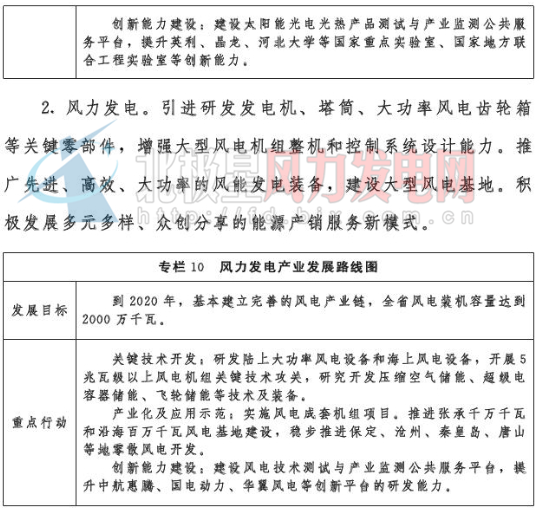 创新能力建设：建设太阳能光电光热产品测试与产业监测公共服
务平台，提升英利、晶龙、河北大学等国家重点实验室、国家地方联
合工程实验室等创新能力。
2. 风力发电。引进研发发电机、塔筒、大功率风电齿轮箱
等关键零部件，增强大型风电机组整机和控制系统设计能力。推
北极星风力发电网
广先进、高效、大功率的风能发电装备，建设大型风电基地。积
http://fd.bjx.com.cn
极发展多元多样、众创分享的能源产销服务新模式。
专栏 10 风力发电产业发展路线图
发展目标
到 2020 年，基本建立完善的风电产业链，全省风电装机容量达到
2000 万千瓦。
重点行动
关键技术开发：研发陆上大功率风电设备和海上风电设备，开展 5
兆瓦级以上风电机组关键技术攻关，研究开发压缩空气储能、超级电
容器储能、飞轮储能等技术及装备。
产业化及应用示范：实施风电成套机组项目。推进张承千万千瓦
和沿海百万千瓦风电基地建设，稳步推进保定、沧州、秦皇岛、唐山
等地零散风电开发。
创新能力建设：建设风电技术测试与产业监测公共服务平台，提
升中航惠腾、国电动力、华翼风电等创新平台的研发能力。